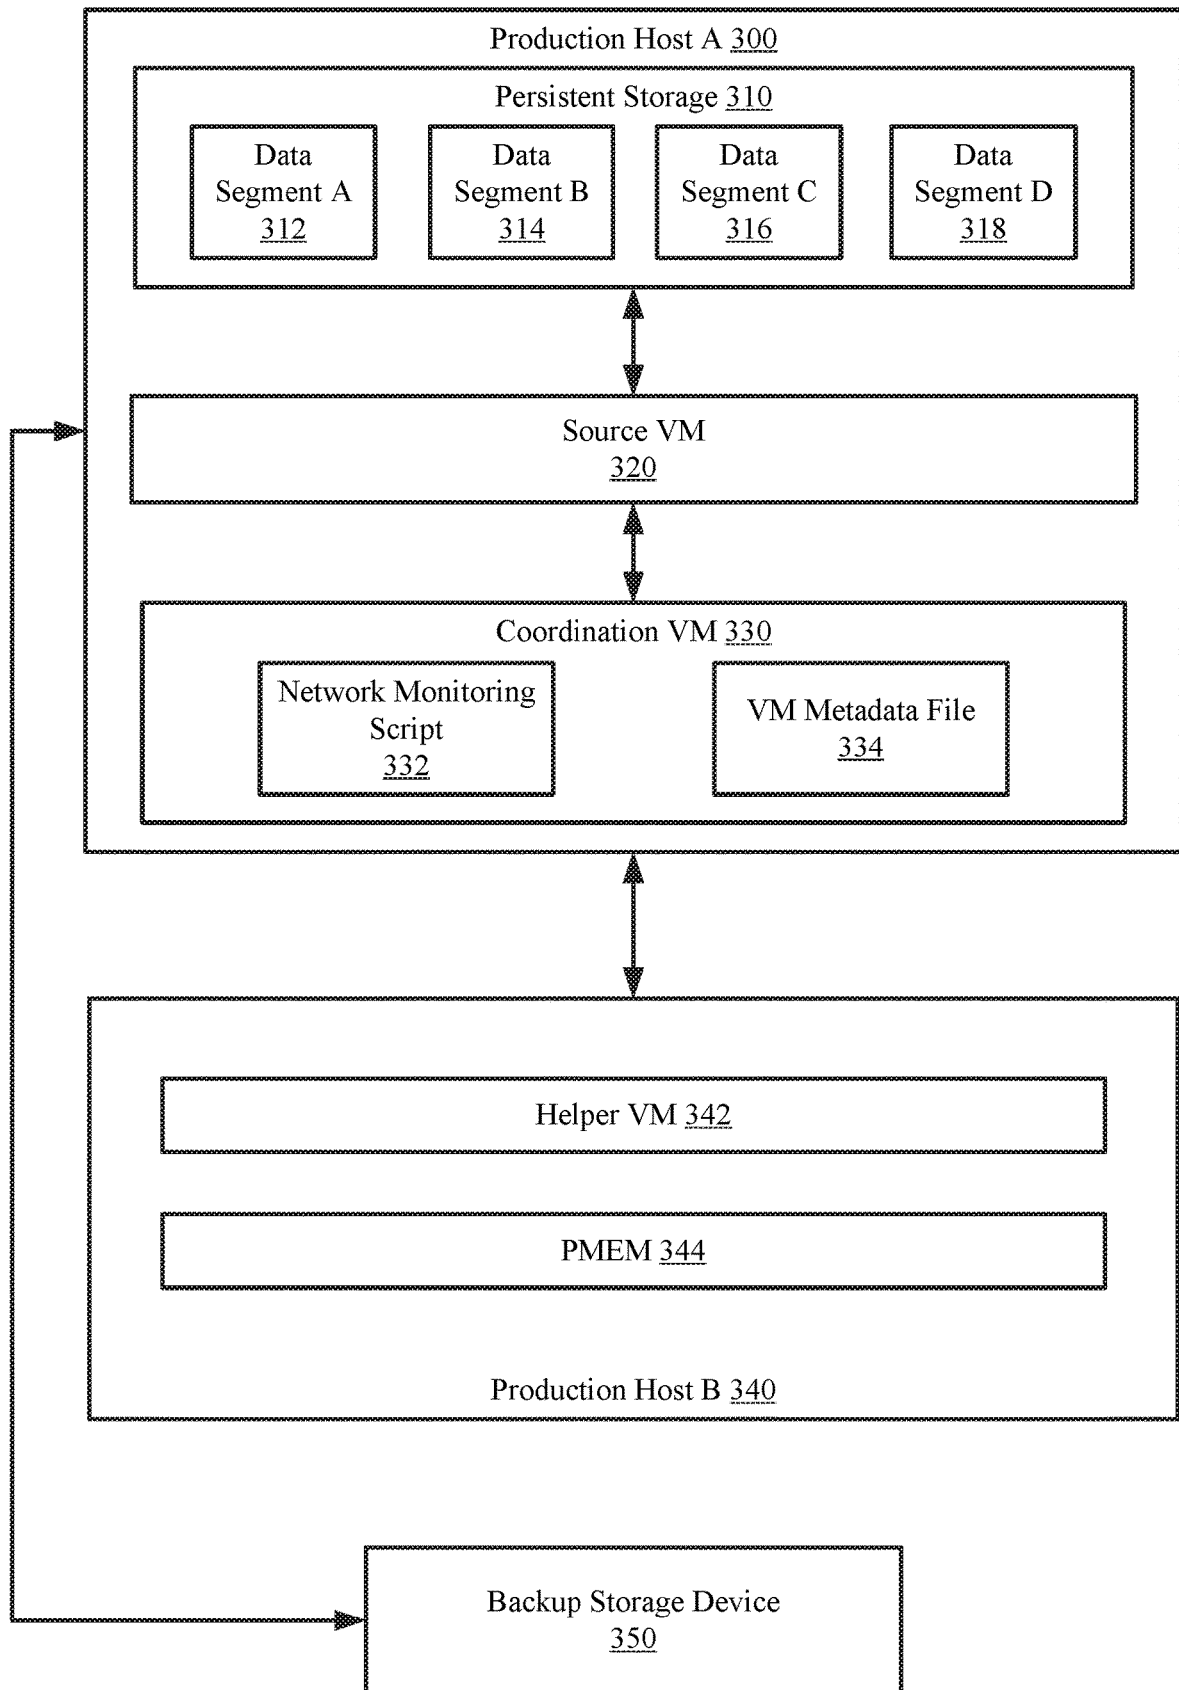 Production Host A 300
Persistent Storage 310
Data
Segment A
312
Data
Segment B
314
Data
Segment C
316
Data
Segment D
318
Source VM
320
Coordination VM 330
Network Monitoring
Script
332
VM Metadata File
334
Helper VM 342
PMEM 344
Production Host B 340
Backup Storage Device
350